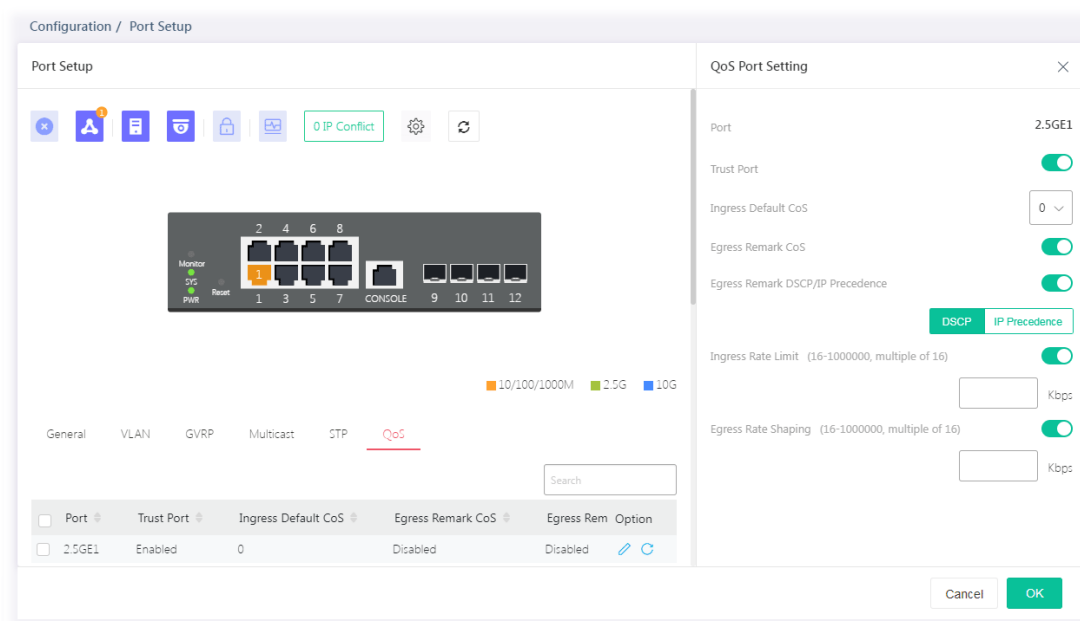 Configuration / Port Setup
Port Setup
1
0 IP Conflict
2 4 6 8
Monitor
SYS
PWR
Reset
1
1 3 5 7 CONSOLE 9 10 11 12
10/100/1000M 2.5G 10G
General VLAN GVRP Multicast STP QoS
Search
Port Trust Port Ingress Default CoS Egress Remark CoS Egress Rem Option
2.5GE1 Enabled 0 Disabled Disabled
QoS Port Setting
Port 2.5GE1
Trust Port
Ingress Default CoS 0
Egress Remark CoS
Egress Remark DSCP/IP Precedence
DSCP IP Precedence
Ingress Rate Limit (16-1000000, multiple of 16)
Kbps
Egress Rate Shaping (16-1000000, multiple of 16)
Kbps
Cancel OK